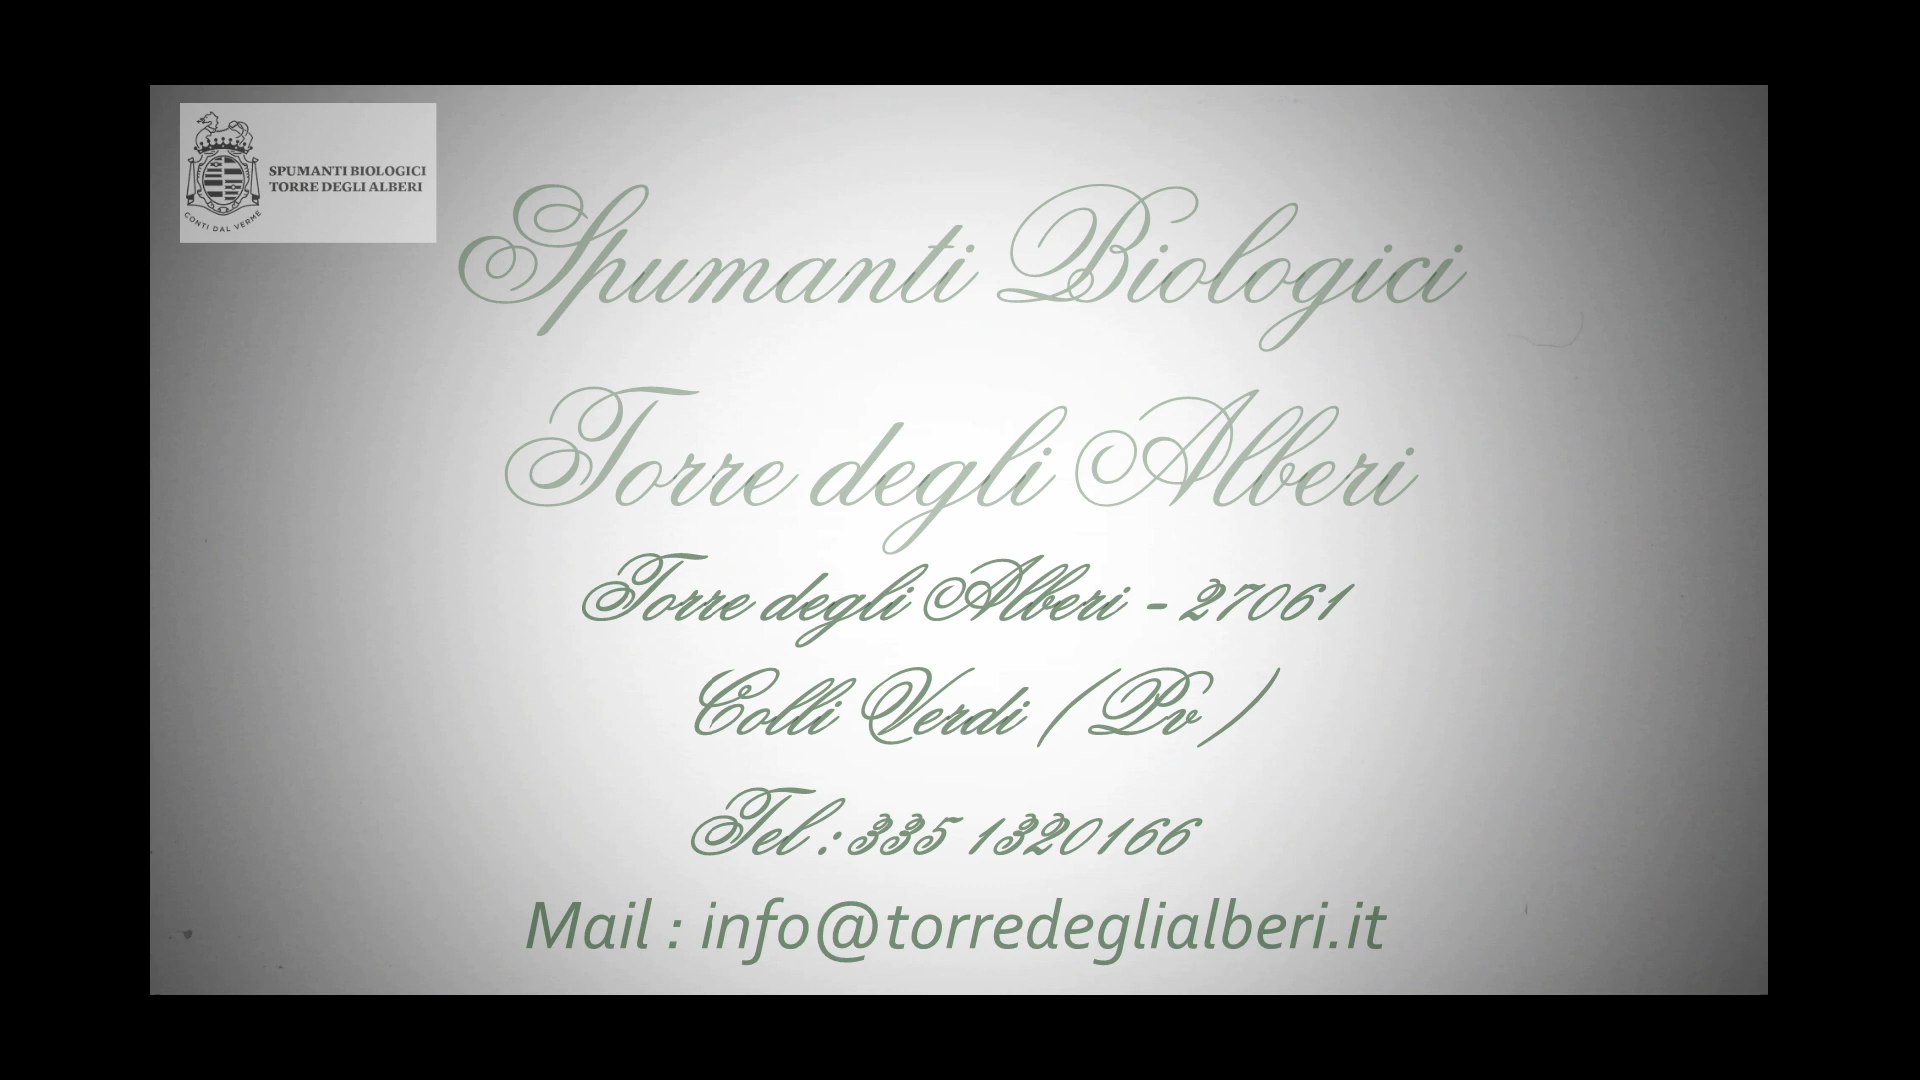 SPUMANTI BIOLOGICI
TORRE DEGLI ALBERI
CONTI DAL VERME
Spumanti Biologici
Torre degli Alberi
Torre degli Alberi - 27061
Colli Verdi ( Pv )
Tel : 335 1320166
Mail : info@torredeglialberi.it